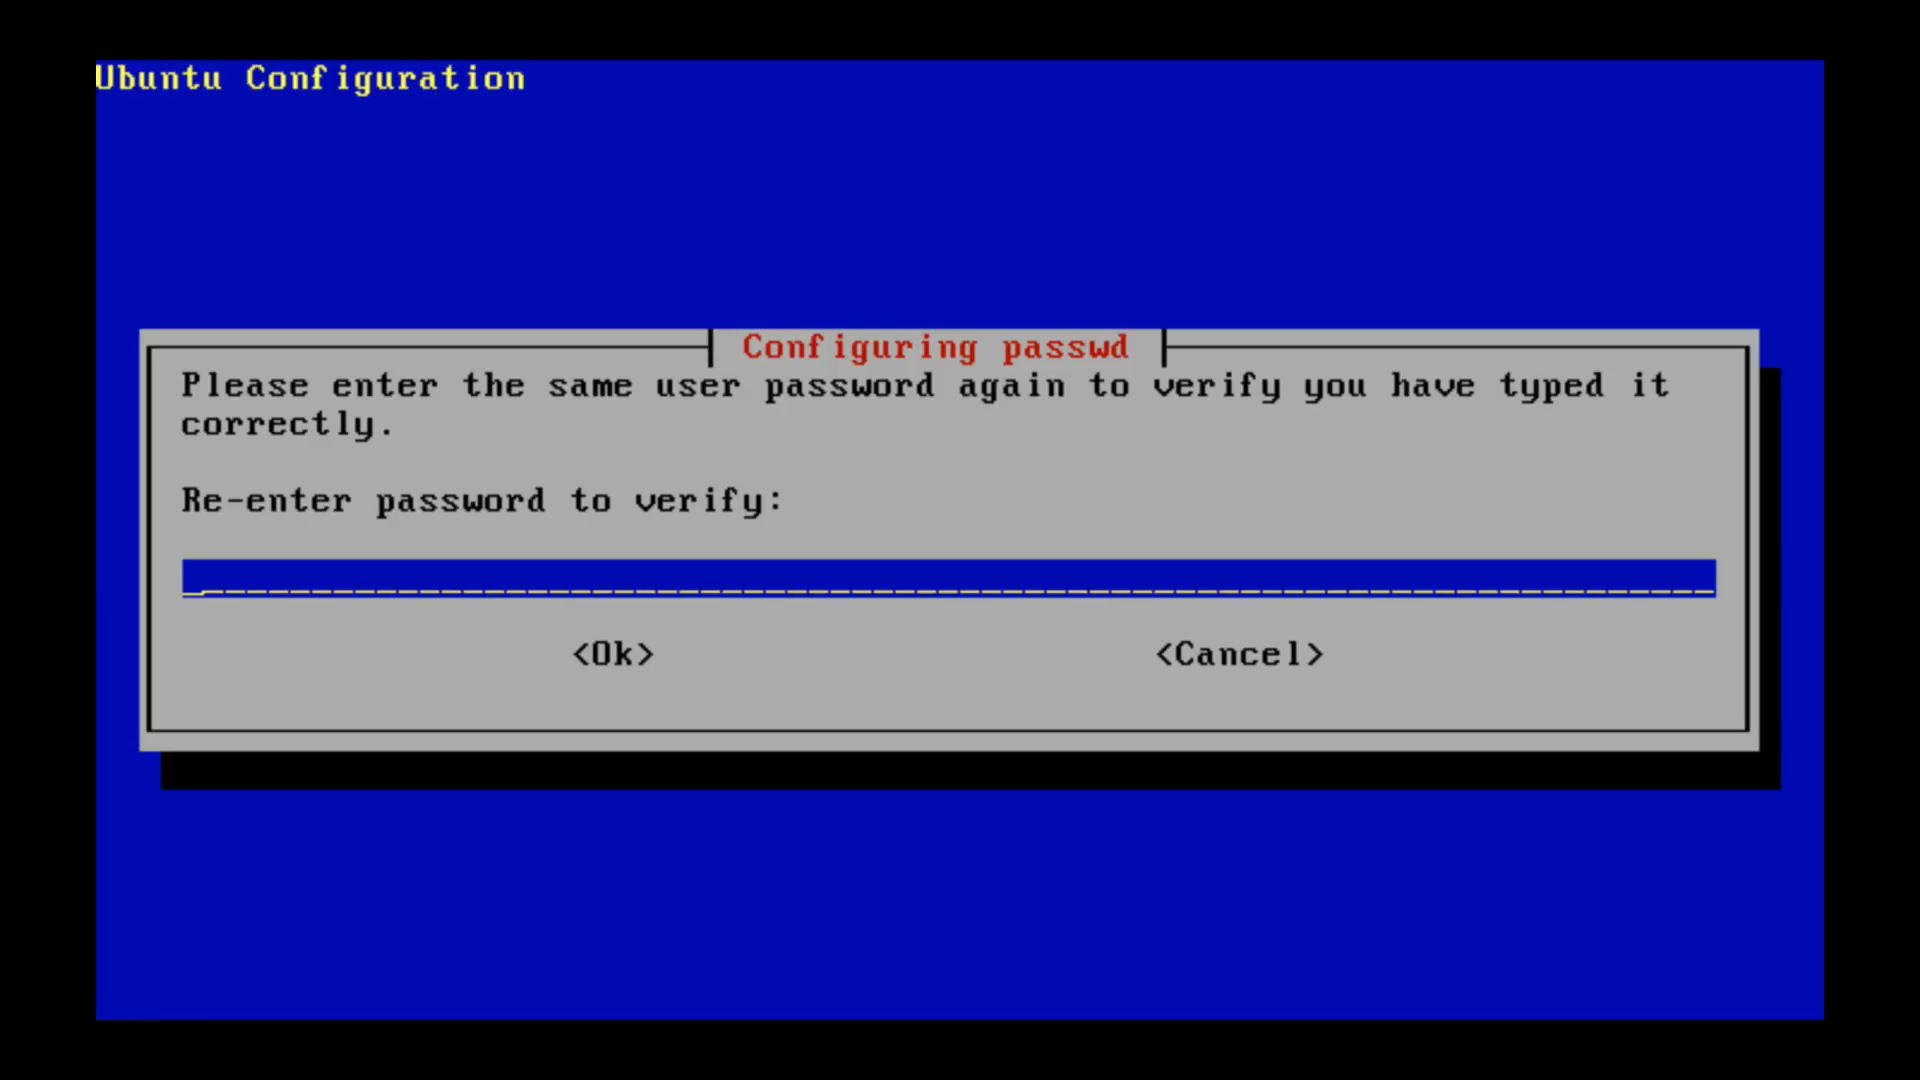 Ubuntu Configuration
Configuring passwd
Please enter the same user password again to verify you have typed it
correctly.
Re-enter password to verify:
<Ok> <Cancel>